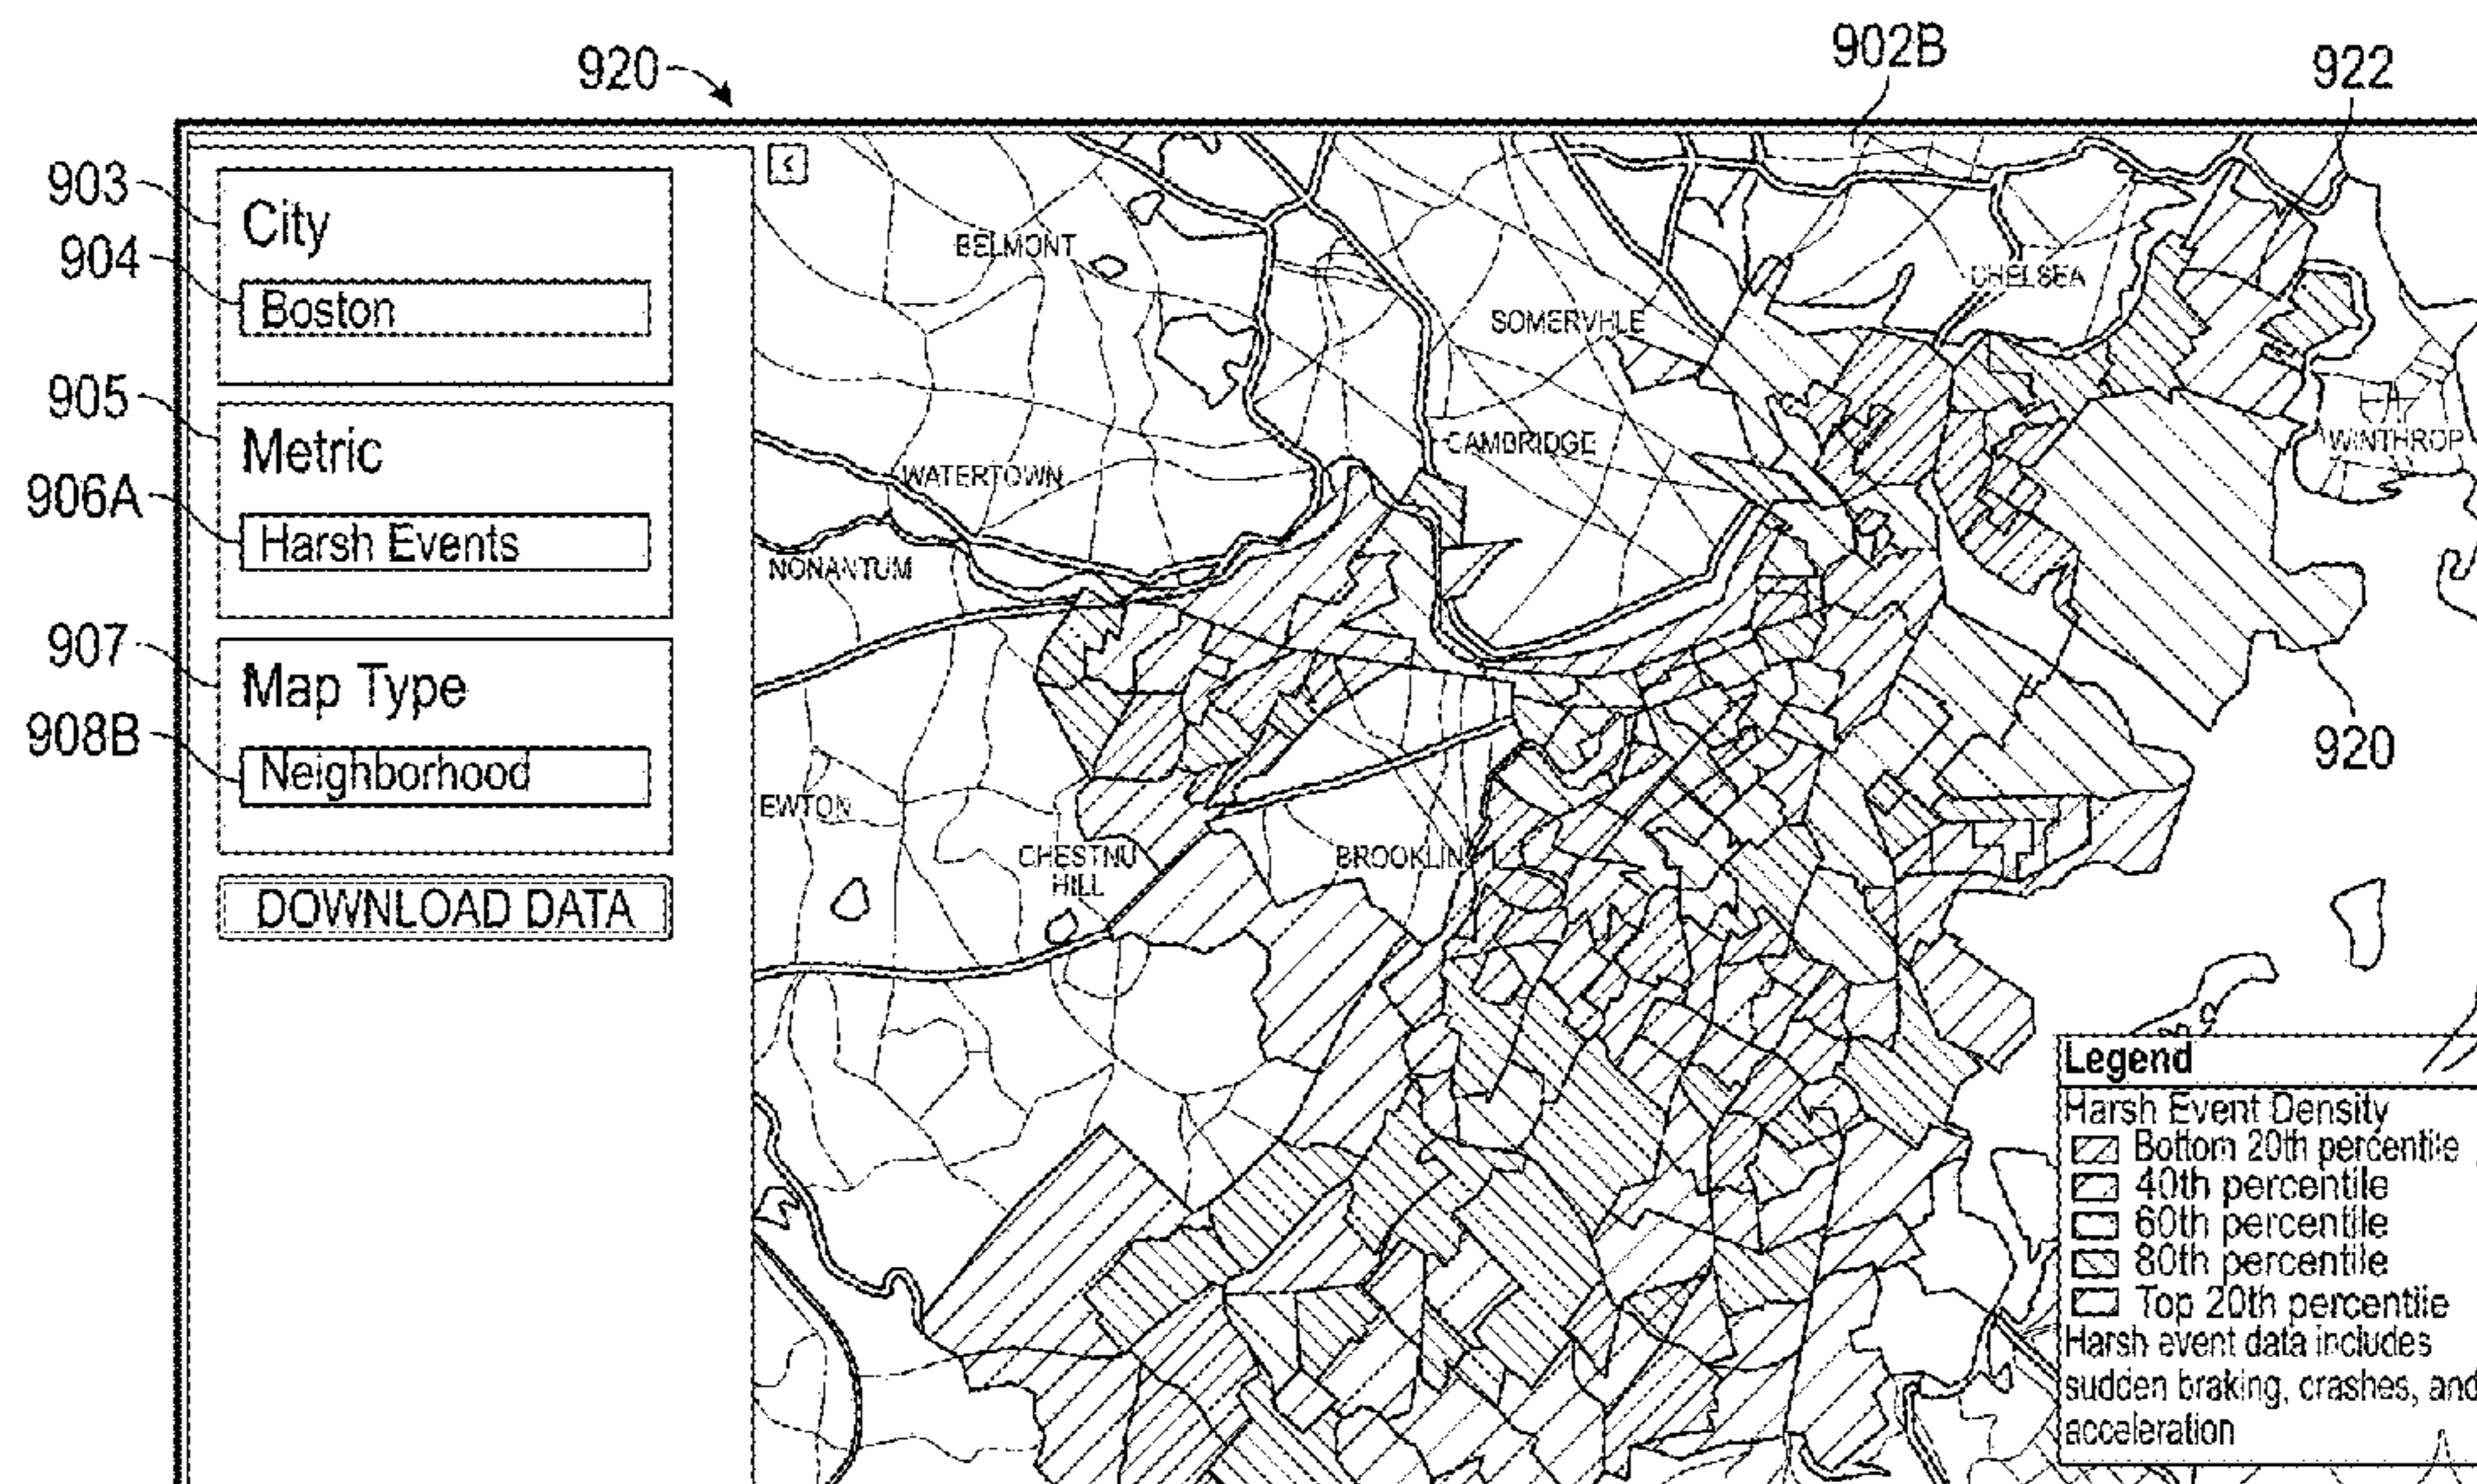 920
902B
922
903
City
904
Boston
905
Metric
906A
Harsh Events
907
Map Type
908B
Neighborhood
DOWNLOAD DATA
<
BELMONT
CHELSEA
SOMERVHLE
CAMBRIDGE
WINTHROP
WATERTOWN
NONANTUM
920
EWTON
CHESTNU
HILL
BROOKLIN
Legend
Harsh Event Density
Bottom 20th percentile
40th percentile
60th percentile
80th percentile
Top 20th percentile
Harsh event data includes
sudden braking, crashes, and
acceleration